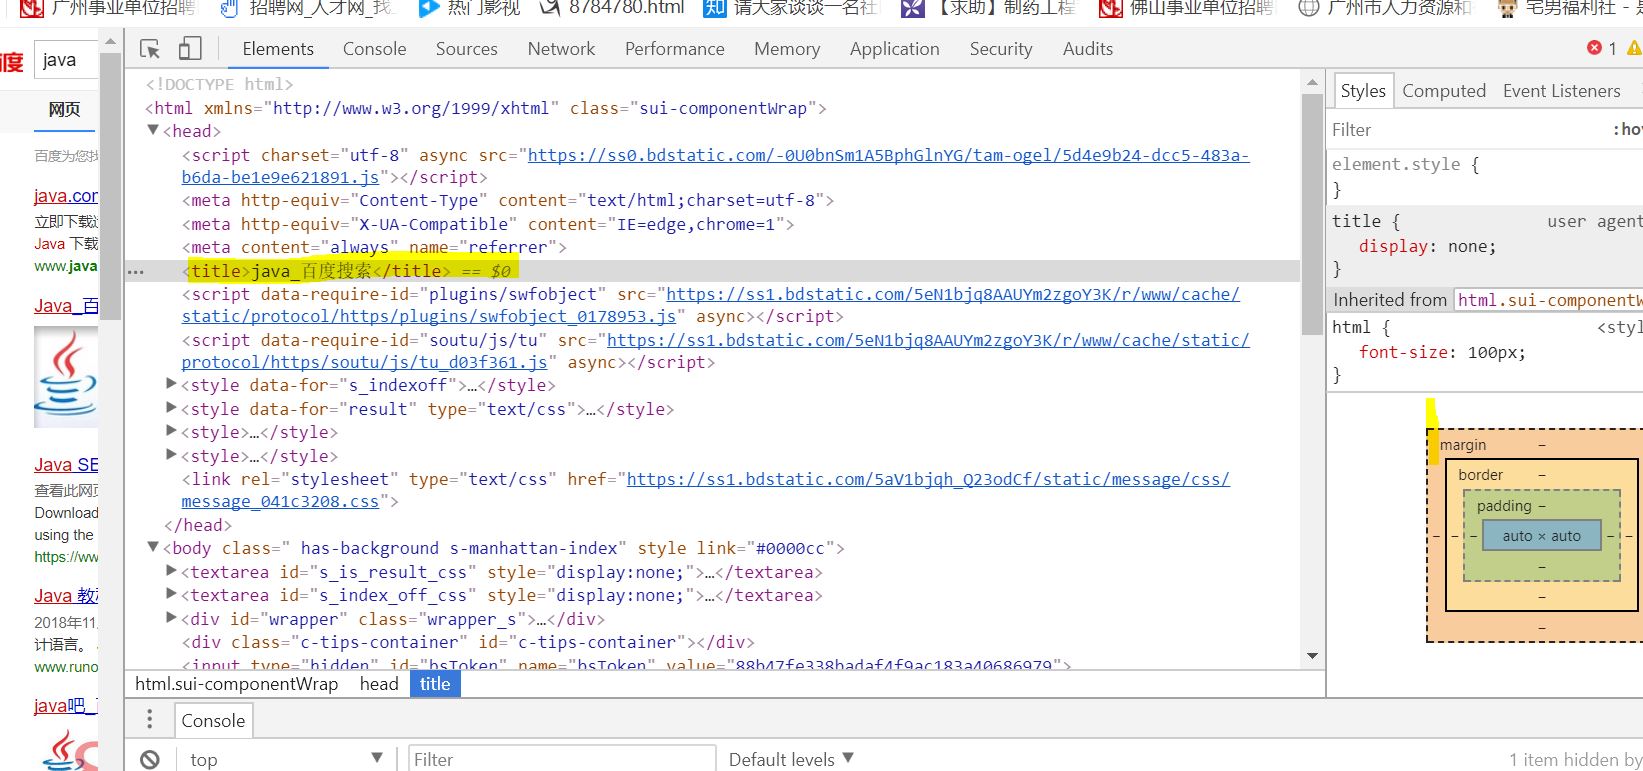 广州事业单位招聘 招聘网_人才网_找 热门影视 8784780.html 知 请大家谈谈一名社 【求助】制药工程 佛山事业单位招聘 广州市人力资源和 宅男福利社 -
java
网页
百度为您找
java.con
立即下载
Java 下载
www.java
Java_百
Java SE
查看此网页
Download
using the
https://ww
Java 教程
2018年11
计语言。
www.runo
java吧_
Elements Console Sources Network Performance Memory Application Security Audits 1
<!DOCTYPE html>
<html xmlns="http://www.w3.org/1999/xhtml" class="sui-componentWrap">
▼<head>
<script charset="utf-8" async src="https://ss0.bdstatic.com/-0U0bnSm1A5BphGlnYG/tam-ogel/5d4e9b24-dcc5-483a-
b6da-be1e9e621891.js"></script>
<meta http-equiv="Content-Type" content="text/html;charset=utf-8">
<meta http-equiv="X-UA-Compatible" content="IE=edge,chrome=1">
<meta content="always" name="referrer">
... <title>java_百度搜索</title> == $0
<script data-require-id="plugins/swfobject" src="https://ss1.bdstatic.com/5eN1bjq8AAUYm2zgoY3K/r/www/cache/
static/protocol/https/plugins/swfobject_0178953.js" async></script>
<script data-require-id="soutu/js/tu" src="https://ss1.bdstatic.com/5eN1bjq8AAUYm2zgoY3K/r/www/cache/static/
protocol/https/soutu/js/tu_d03f361.js" async></script>
▶<style data-for="s_indexoff">…</style>
▶<style data-for="result" type="text/css">…</style>
▶<style>…</style>
▶<style>…</style>
<link rel="stylesheet" type="text/css" href="https://ss1.bdstatic.com/5aV1bjqh_Q23odCf/static/message/css/
message_041c3208.css">
</head>
▼<body class=" has-background s-manhattan-index" style link="#0000cc">
▶<textarea id="s_is_result_css" style="display:none;">…</textarea>
▶<textarea id="s_index_off_css" style="display:none;">…</textarea>
▶<div id="wrapper" class="wrapper_s">…</div>
<div class="c-tips-container" id="c-tips-container"></div>
<input type="hidden" id="bsToken" name="bsToken" value="88b47fe338badaf4f9ac183a40686979">
html.sui-componentWrap head title
Styles Computed Event Listeners
Filter :hov
element.style {
}
title { user agent
display: none;
}
Inherited from html.sui-componentW
html { <styl
font-size: 100px;
}
margin –
border –
padding –
– – – auto × auto – –
–
–
–
Console
top ▼ Filter Default levels ▼ 1 item hidden by